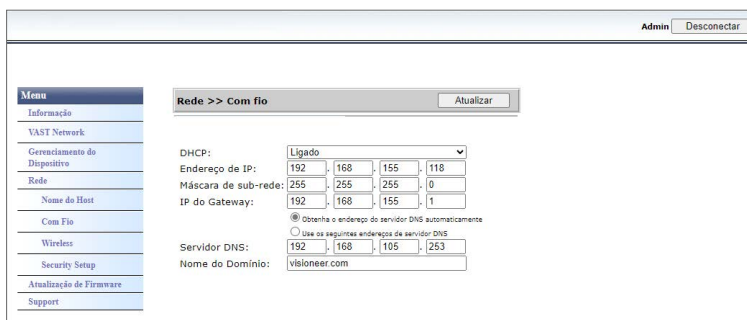 Admin Desconectar
Menu
Informação
VAST Network
Gerenciamento do
Dispositivo
Rede
Nome do Host
Com Fio
Wireless
Security Setup
Atualização de Firmware
Support
Rede >> Com fio Atualizar
DHCP: Ligado
Endereço de IP: 192 . 168 . 155 . 118
Máscara de sub-rede: 255 . 255 . 255 . 0
IP do Gateway: 192 . 168 . 155 . 1
Obtenha o endereço do servidor DNS automaticamente
Use os seguintes endereços de servidor DNS
Servidor DNS: 192 . 168 . 105 . 253
Nome do Domínio: visioneer.com